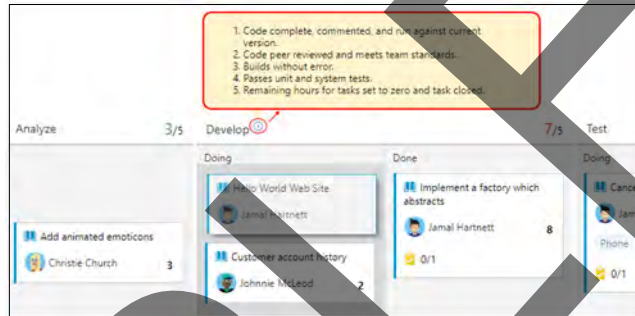 1. Code complete, commented, and run against current
version.
2. Code peer reviewed and meets team standards.
3. Builds without error.
4. Passes unit and system tests.
5. Remaining hours for tasks set to zero and task closed.
Analyze 3/5 Develop 7/5 Test
Doing Done Doing
Hello World Web Site
Jamal Hartnett
Implement a factory which
abstracts
Jamal Hartnett 8
0/1
Add animated emoticons
Christie Church 3
Customer account history
Johnnie McLeod 2
Cance
Jam
Phone
0/1